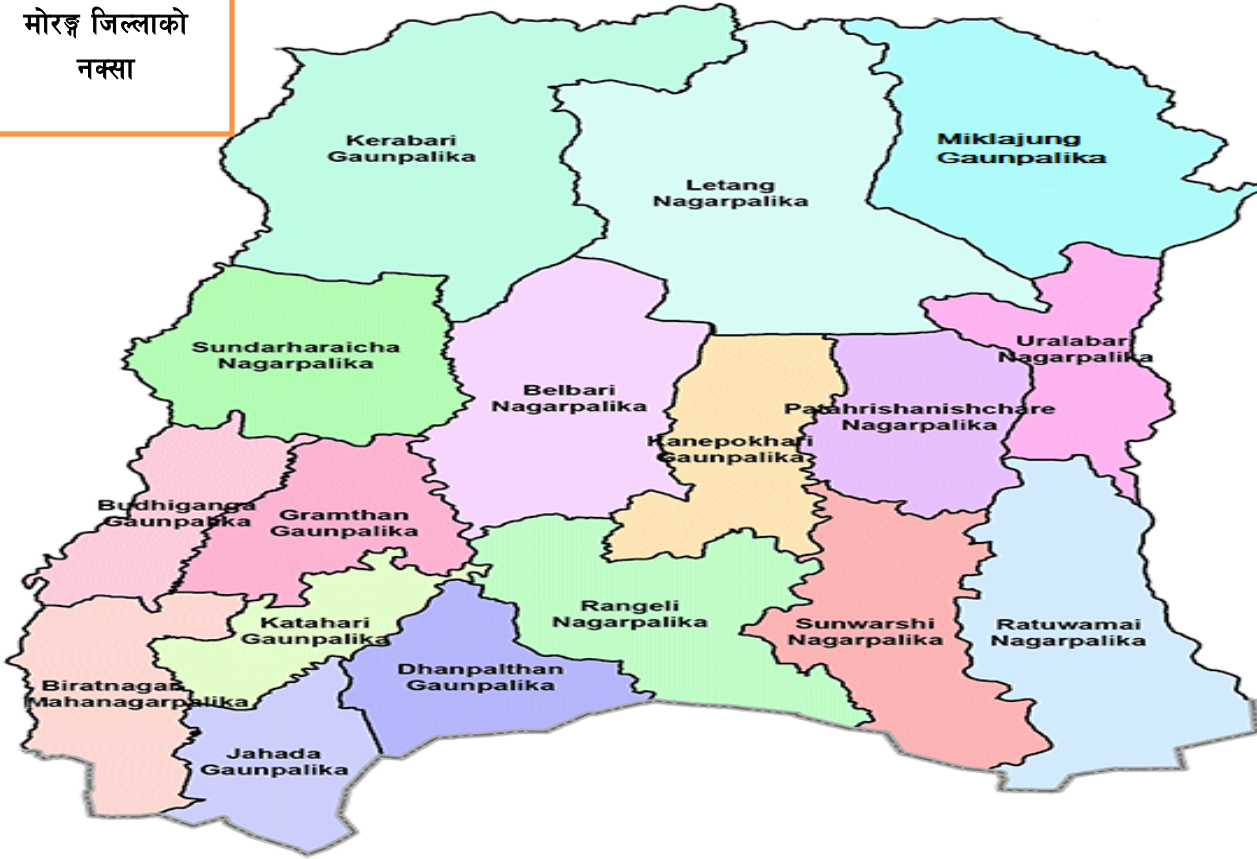 मोरङ्ग जिल्लाको
नक्सा
Kerabari
Gaunpalika
Miklajung
Gaunpalika
Letang
Nagarpalika
Sundarharaicha
Nagarpalika
Uralabari
Nagarpalika
Belbari
Nagarpalika
Patahrishanishchare
Nagarpalika
Kanepokhari
Gaunpalika
Budhiganga
Gaunpalika
Gramthan
Gaunpalika
Katahari
Gaunpalika
Rangeli
Nagarpalika
Sunwarshi
Nagarpalika
Ratuwamai
Nagarpalika
Dhanpalthan
Gaunpalika
Biratnagar
Mahanagarpalika
Jahada
Gaunpalika